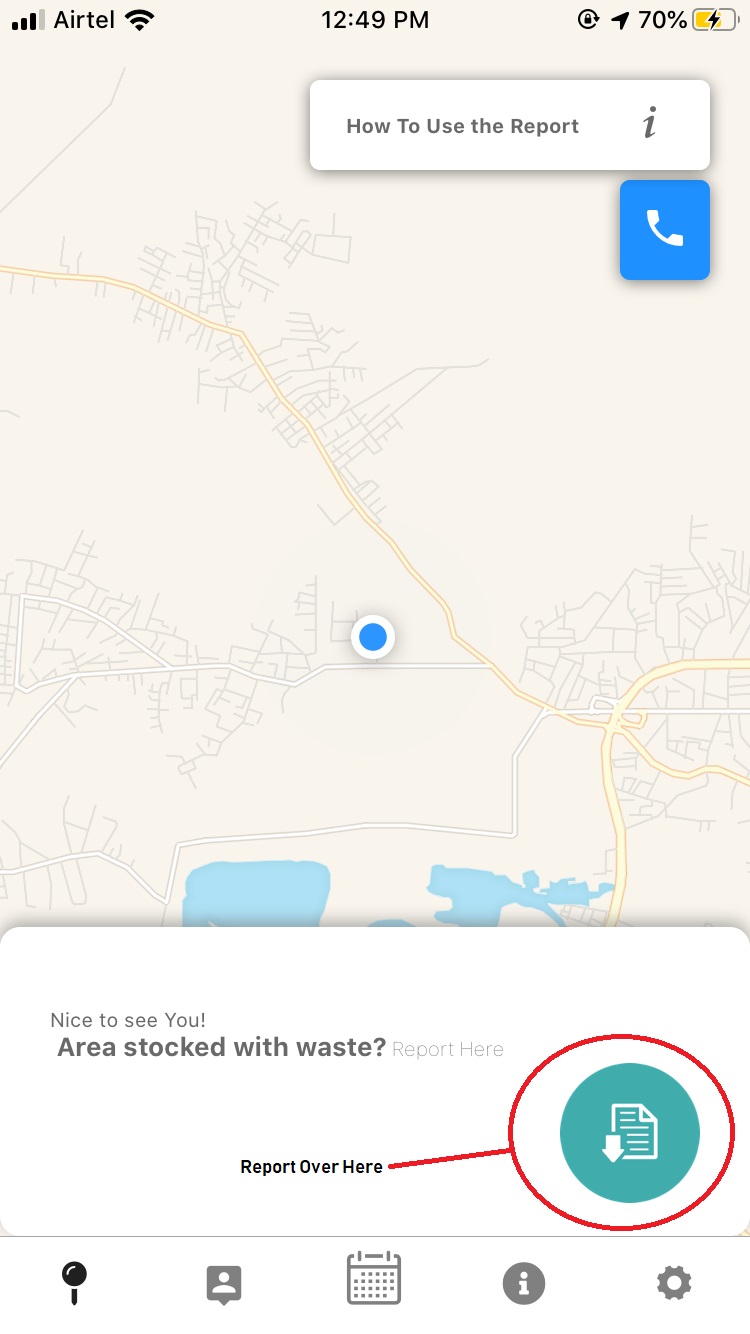 Airtel 12:49 PM 70%
How To Use the Report i
Nice to see You!
Area stocked with waste? Report Here
Report Over Here